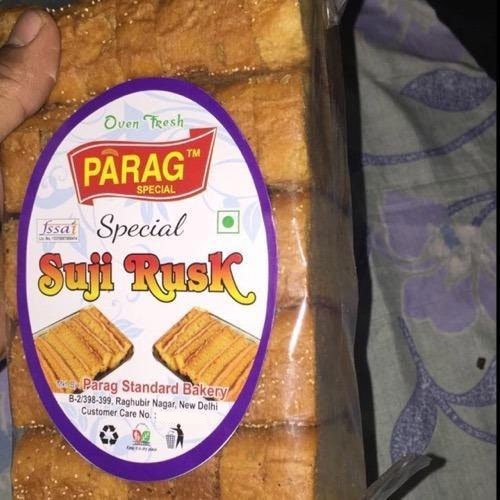 Oven Fresh
PARAG™
SPECIAL
fssai
Special
Suji Rusk
Parag Standard Bakery
B-2/398-399, Raghubir Nagar, New Delhi
Customer Care No. :